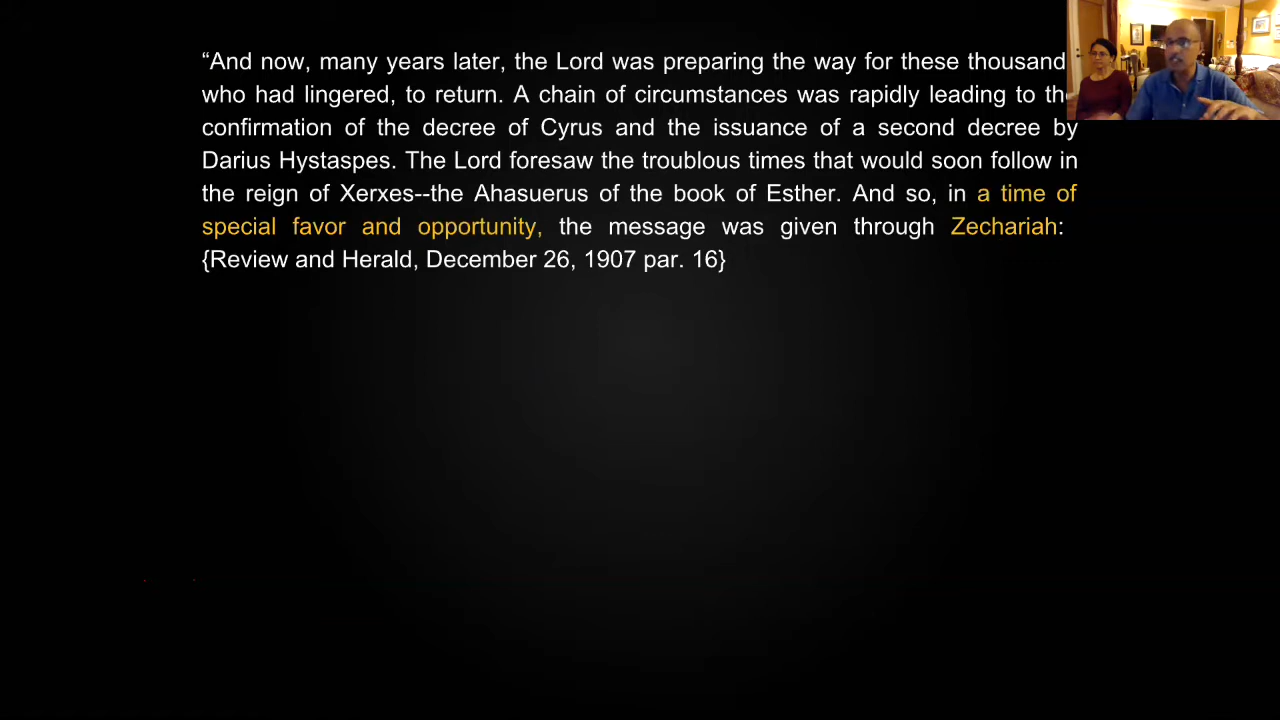 “And now, many years later, the Lord was preparing the way for these thousand
who had lingered, to return. A chain of circumstances was rapidly leading to the
confirmation of the decree of Cyrus and the issuance of a second decree by
Darius Hystaspes. The Lord foresaw the troublous times that would soon follow in
the reign of Xerxes--the Ahasuerus of the book of Esther. And so, in a time of
special favor and opportunity, the message was given through Zechariah:
{Review and Herald, December 26, 1907 par. 16}